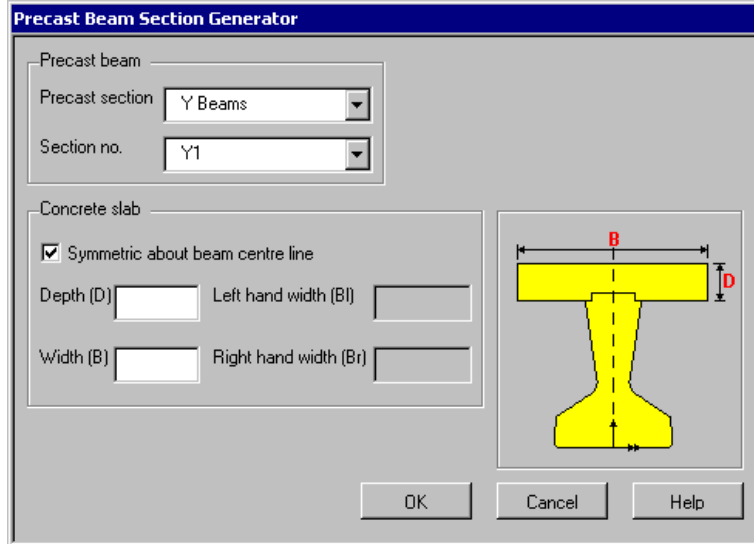 Precast Beam Section Generator
Precast beam
Precast section Y Beams
Section no. Y1
Concrete slab
Symmetric about beam centre line
Depth (D) Left hand width (Bl)
Width (B) Right hand width (Br)
B
D
OK Cancel Help